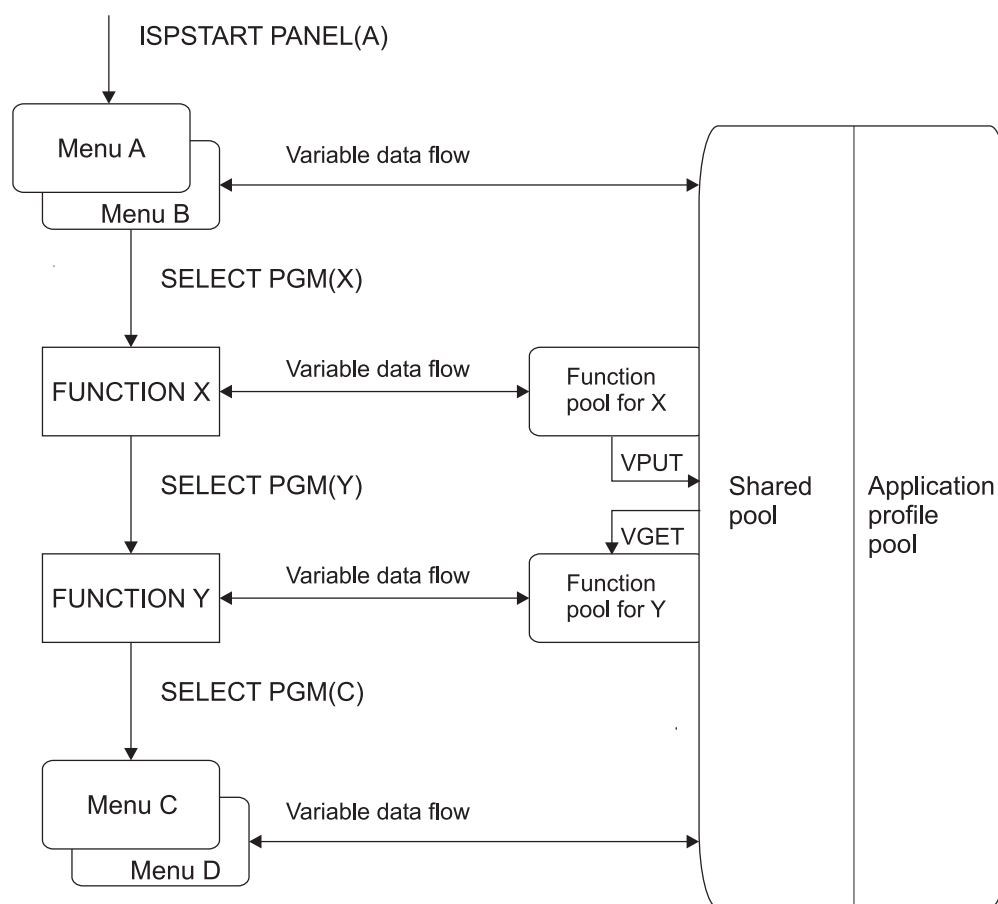 ISPSTART PANEL(A)
Menu A
Menu B
Variable data flow
SELECT PGM(X)
FUNCTION X
Variable data flow
Function
pool for X
VPUT
SELECT PGM(Y)
Shared
pool
Application
profile
pool
VGET
FUNCTION Y
Variable data flow
Function
pool for Y
SELECT PGM(C)
Menu C
Menu D
Variable data flow